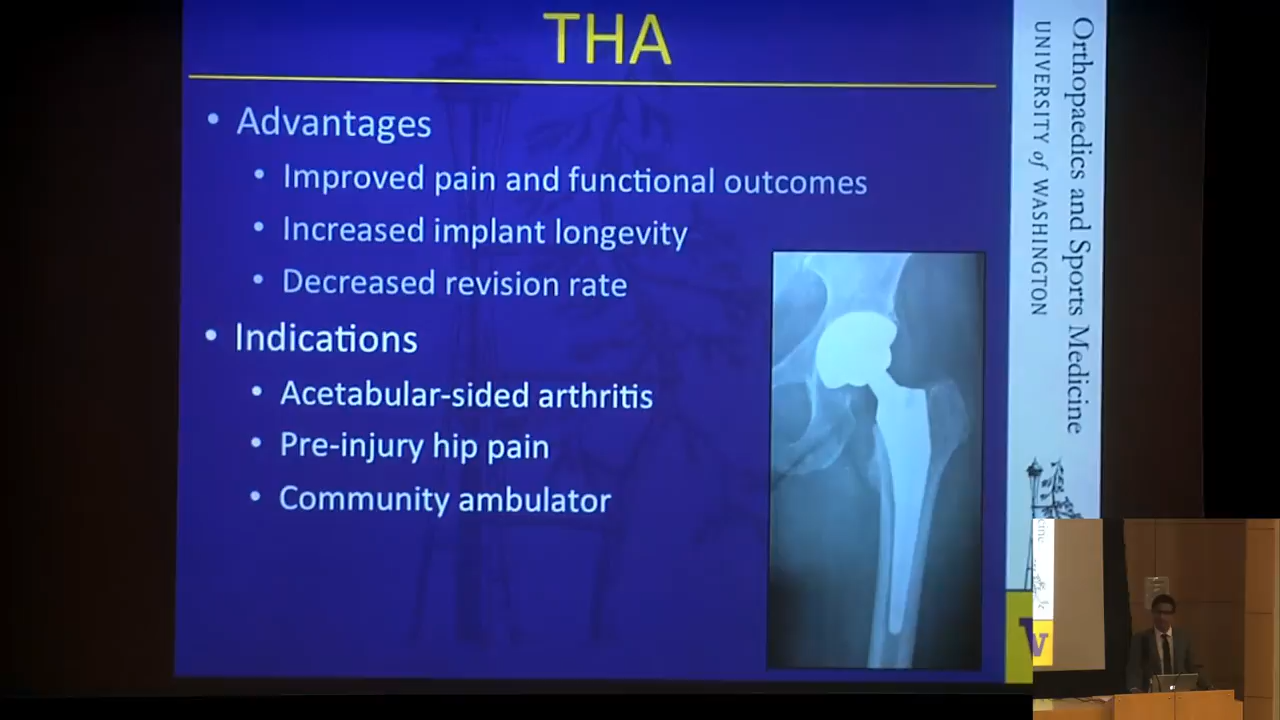 THA
• Advantages
• Improved pain and functional outcomes
• Increased implant longevity
• Decreased revision rate
• Indications
• Acetabular-sided arthritis
• Pre-injury hip pain
• Community ambulator
Orthopaedics and Sports Medicine
UNIVERSITY of WASHINGTON
W
cine